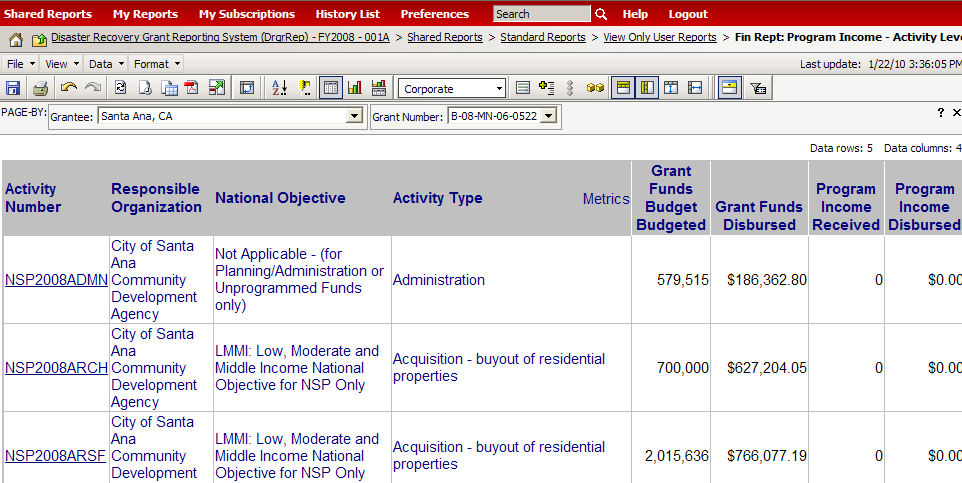 Shared Reports My Reports My Subscriptions History List Preferences Search Help Logout
Disaster Recovery Grant Reporting System (DrgrRep) - FY2008 - 001A > Shared Reports > Standard Reports > View Only User Reports > Fin Rept: Program Income - Activity Leve
File View Data Format Last update: 1/22/10 3:36:05 PM
Corporate
PAGE-BY: Grantee: Santa Ana, CA Grant Number: B-08-MN-06-0522 ? ×
Data rows: 5 Data columns: 4
Activity Number
Responsible Organization
National Objective
Activity Type
Metrics
Grant Funds Budget Budgeted
Grant Funds Disbursed
Program Income Received
Program Income Disbursed
NSP2008ADMN
City of Santa
Ana
Community
Development
Agency
Not Applicable - (for
Planning/Administration or
Unprogrammed Funds
only)
Administration
579,515 $186,362.80 0 $0.00
NSP2008ARCH
City of Santa
Ana
Community
Development
Agency
LMMI: Low, Moderate and
Middle Income National
Objective for NSP Only
Acquisition - buyout of residential
properties
700,000 $627,204.05 0 $0.00
NSP2008ARSF
City of Santa
Ana
Community
Development
LMMI: Low, Moderate and
Middle Income National
Objective for NSP Only
Acquisition - buyout of residential
properties
2,015,636 $766,077.19 0 $0.00